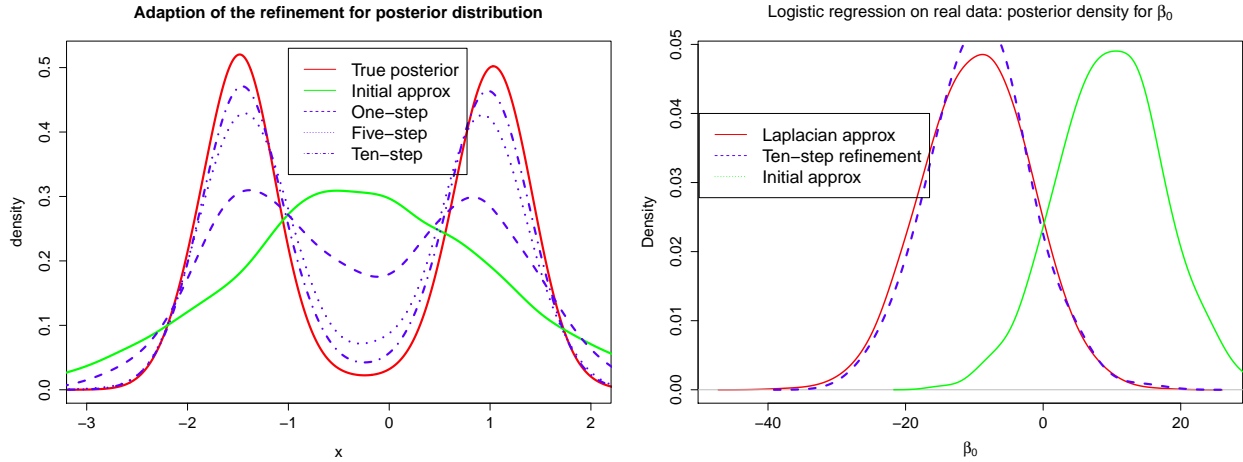 Adaption of the refinement for posterior distribution
density
0.0
0.1
0.2
0.3
0.4
0.5
True posterior
Initial approx
One−step
Five−step
Ten−step
−3
−2
−1
0
1
2
x
Logistic regression on real data: posterior density for β0
Density
0.00
0.01
0.02
0.03
0.04
0.05
Laplacian approx
Ten−step refinement
Initial approx
−40
−20
0
20
β0